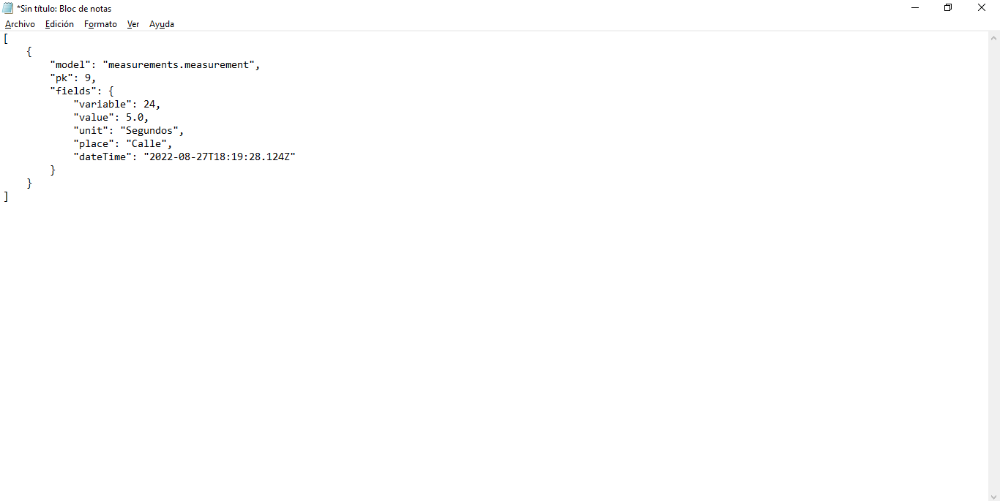 *Sin título: Bloc de notas
Archivo Edición Formato Ver Ayuda
[
    {
        "model": "measurements.measurement",
        "pk": 9,
        "fields": {
            "variable": 24,
            "value": 5.0,
            "unit": "Segundos",
            "place": "Calle",
            "dateTime": "2022-08-27T18:19:28.124Z"
        }
    }
]